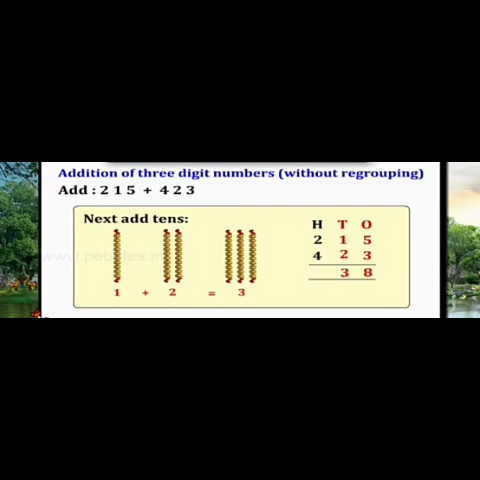 Addition of three digit numbers (without regrouping)
Add : 2 1 5 + 4 2 3
Next add tens:
H T O
2 1 5
4 2 3
3 8
1 + 2 = 3